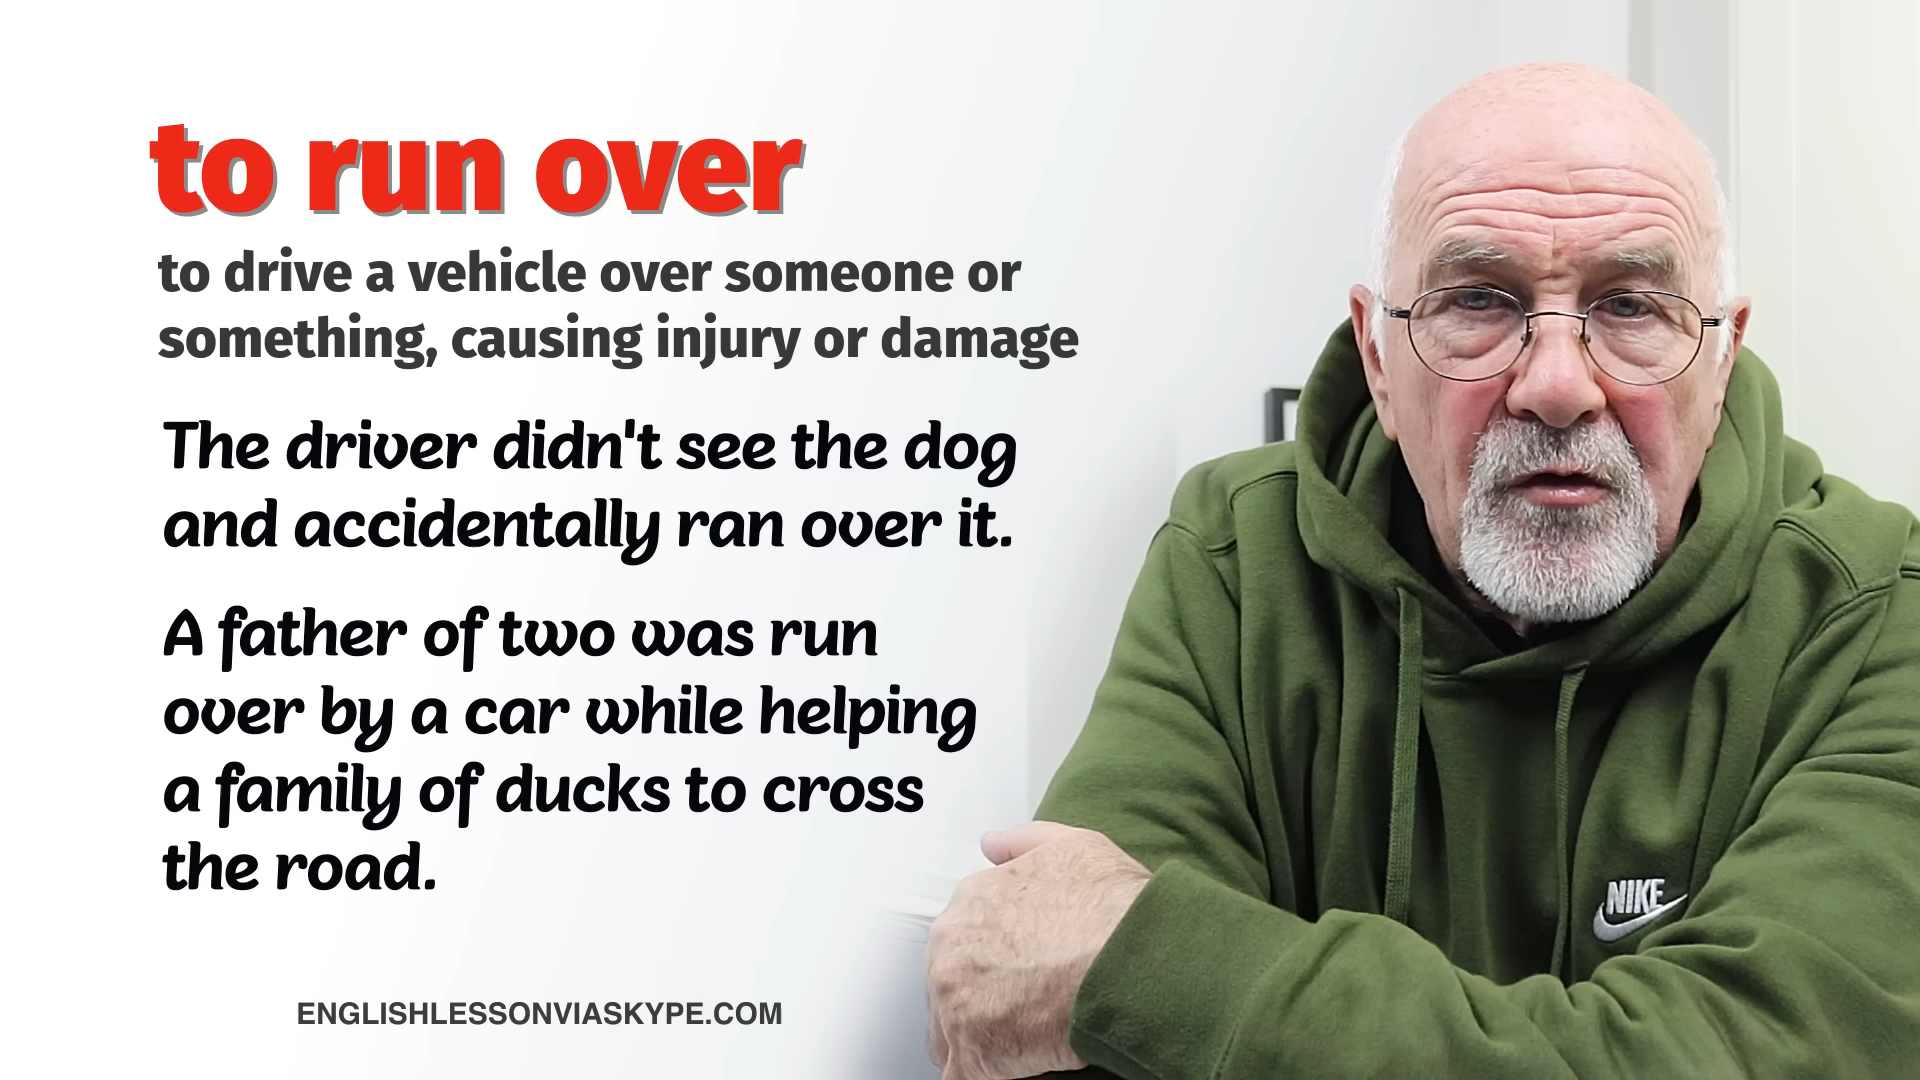 to run over
to drive a vehicle over someone or
something, causing injury or damage
The driver didn't see the dog
and accidentally ran over it.
A father of two was run
over by a car while helping
a family of ducks to cross
the road.
NIKE
ENGLISHLESSONVIASKYPE.COM